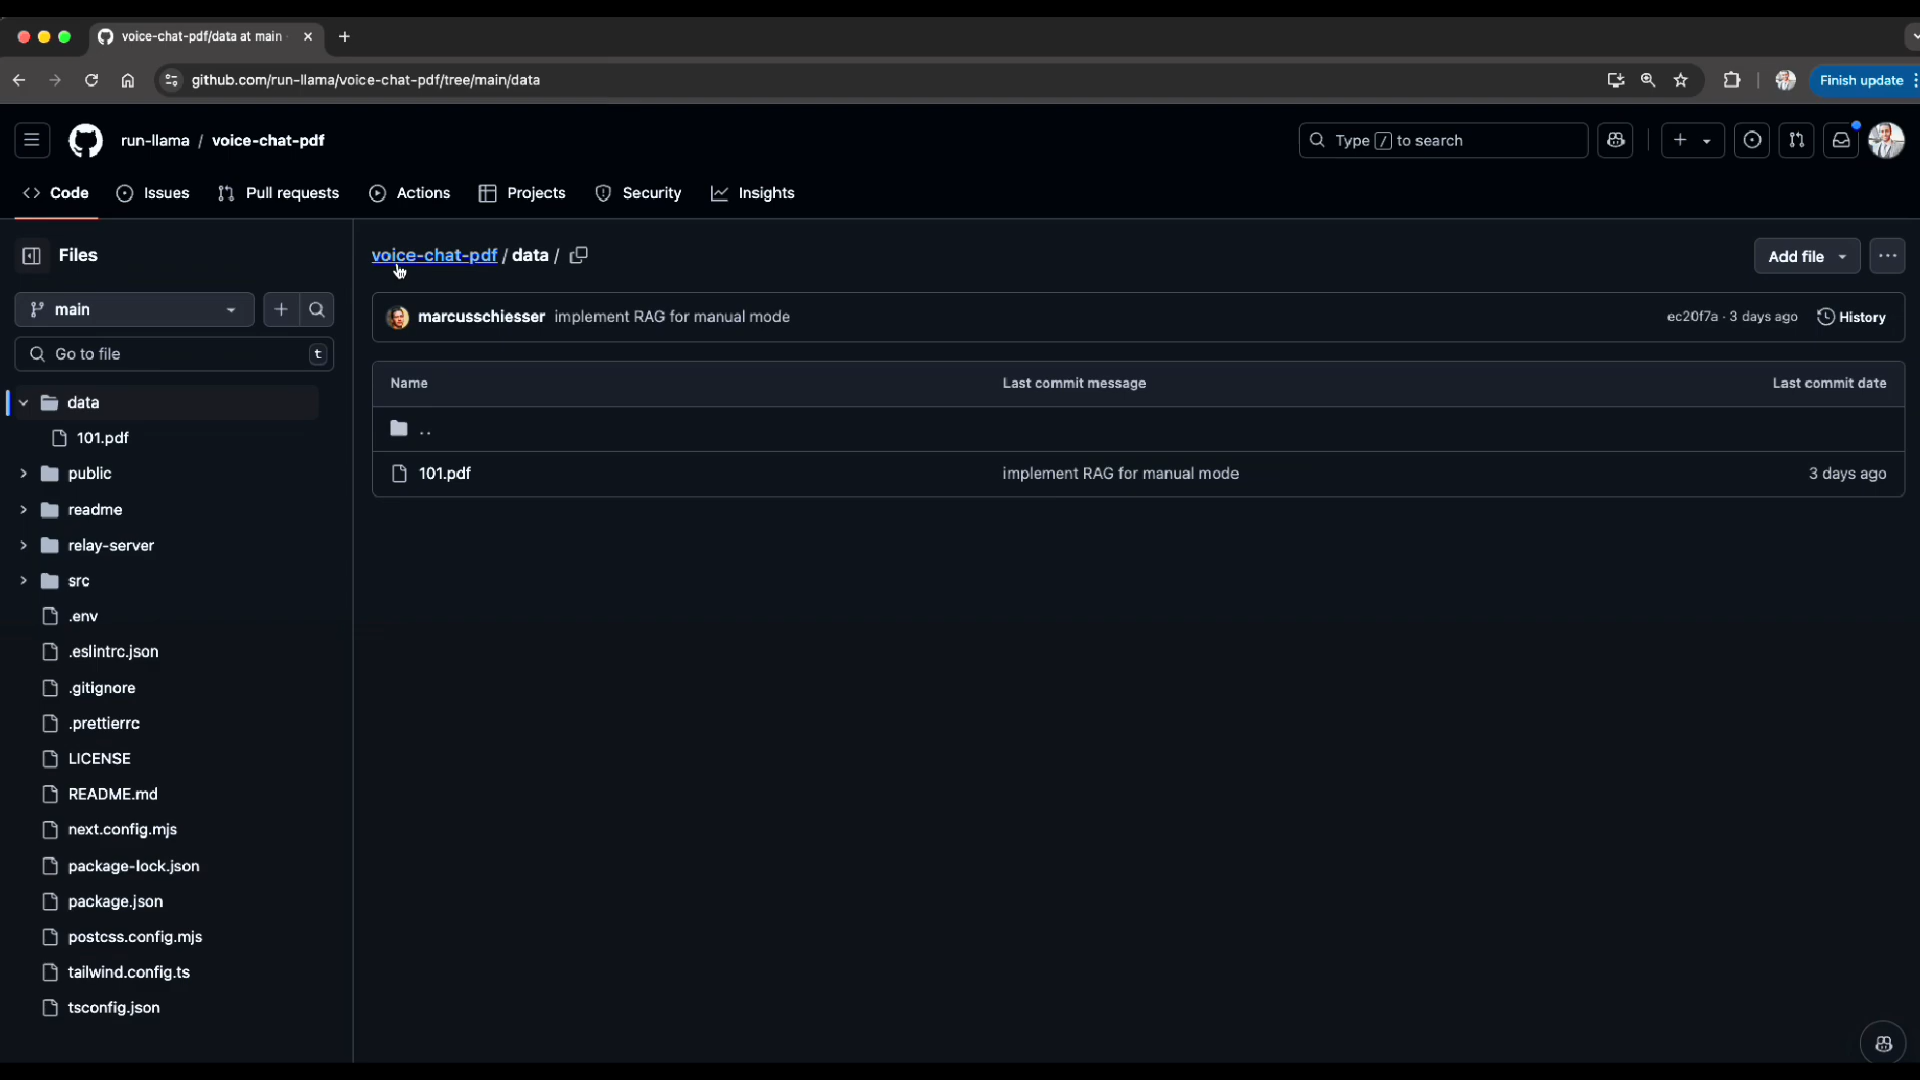 voice-chat-pdf/data at main
github.com/run-llama/voice-chat-pdf/tree/main/data
Finish update
run-llama / voice-chat-pdf
Type / to search
Code Issues Pull requests Actions Projects Security Insights
Files
voice-chat-pdf / data /
Add file
main
marcusschiesser implement RAG for manual mode
ec20f7a · 3 days ago History
Go to file t
Name Last commit message Last commit date
data
..
101.pdf
101.pdf implement RAG for manual mode 3 days ago
public
readme
relay-server
src
.env
.eslintrc.json
.gitignore
.prettierrc
LICENSE
README.md
next.config.mjs
package-lock.json
package.json
postcss.config.mjs
tailwind.config.ts
tsconfig.json